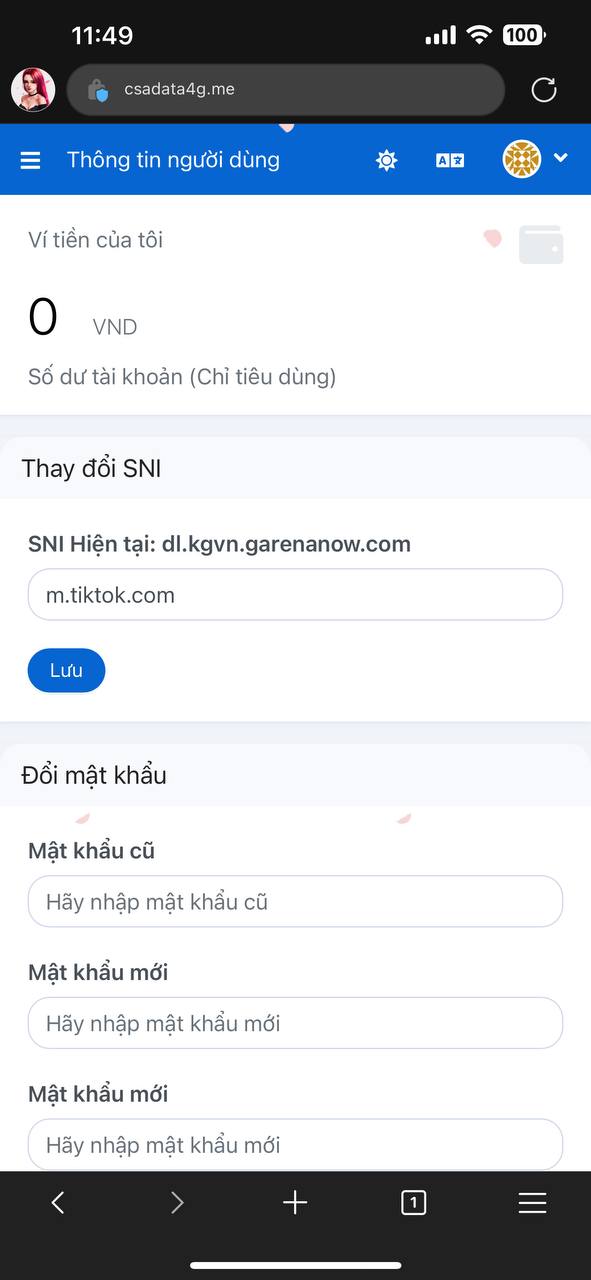 11:49
100
csadata4g.me
Thông tin người dùng
A
Ví tiền của tôi
0 VND
Số dư tài khoản (Chỉ tiêu dùng)
Thay đổi SNI
SNI Hiện tại: dl.kgvn.garenanow.com
m.tiktok.com
Lưu
Đổi mật khẩu
Mật khẩu cũ
Hãy nhập mật khẩu cũ
Mật khẩu mới
Hãy nhập mật khẩu mới
Mật khẩu mới
Hãy nhập mật khẩu mới
1